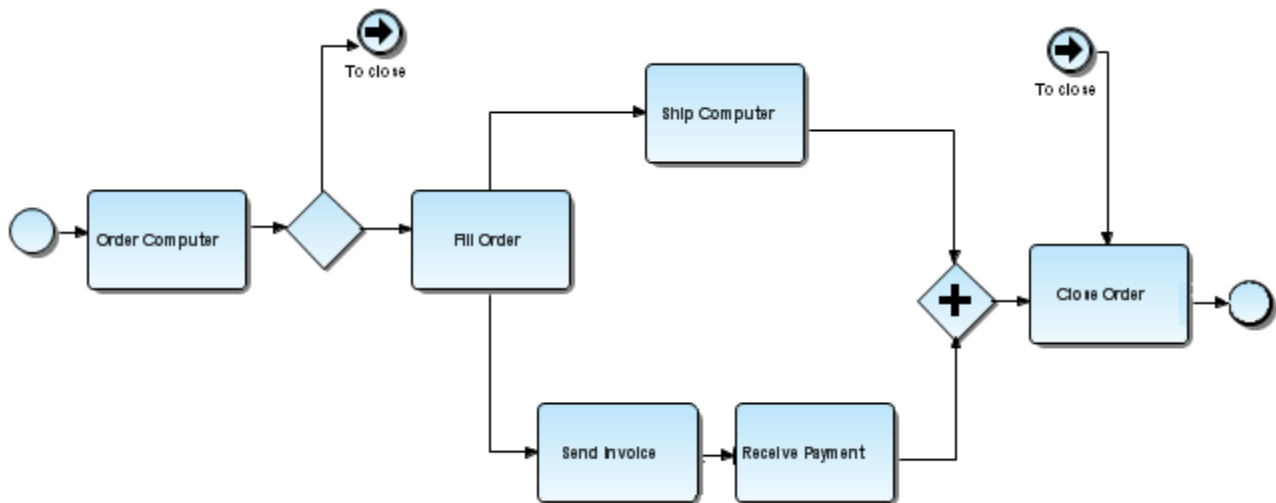 To close
To close
Ship Computer
Order Computer
Fill Order
Close Order
Send Invoice
Receive Payment